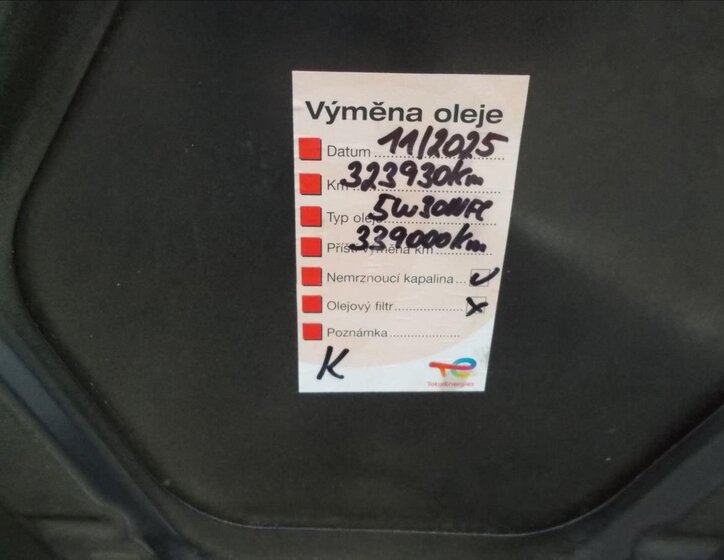 Výměna oleje
Datum 11/2025
Km 323930Km
Typ oleje 5W30NFE
Příští výměna km 339000Km
Nemrznoucí kapalina...✓
Olejový filtr...x
Poznámka
K
TotalEnergies